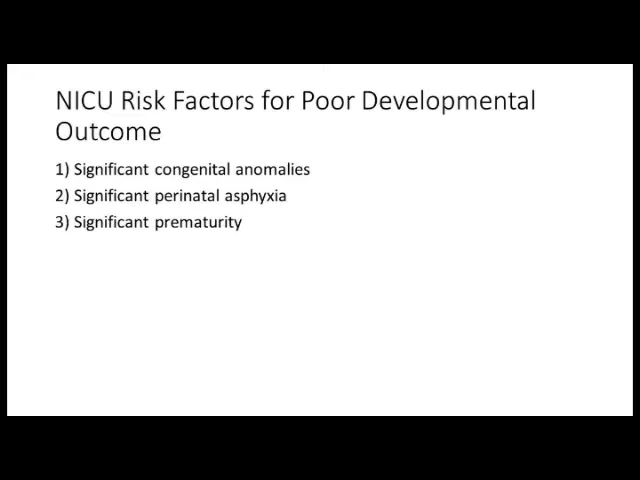 NICU Risk Factors for Poor Developmental
Outcome
1) Significant congenital anomalies
2) Significant perinatal asphyxia
3) Significant prematurity